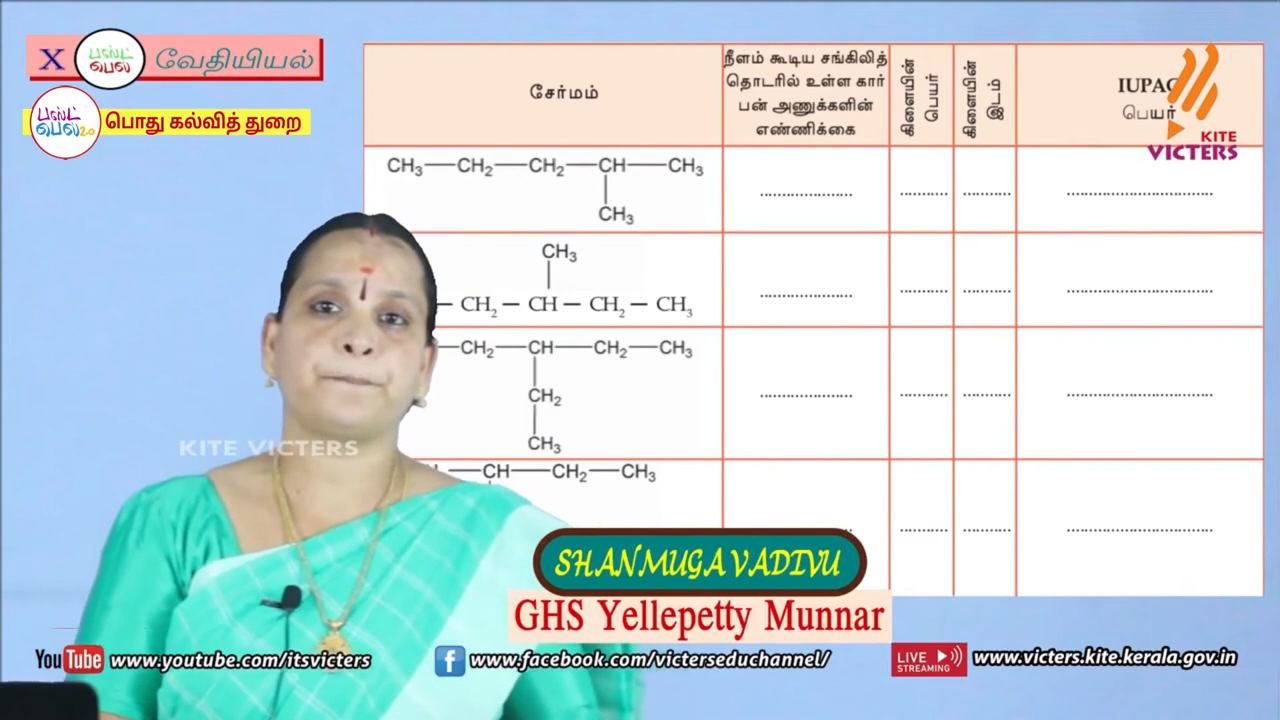 X பஸ்ட் பெல் வேதியியல்
பஸ்ட் பெல் 2.0 பொது கல்வித் துறை
சேர்மம்
நீளம் கூடிய சங்கிலித்
தொடரில் உள்ள கார்
பன் அணுக்களின்
எண்ணிக்கை
கிளையின்
பெயர்
கிளையின்
இடம்
IUPAC
பெயர்
KITE
VICTERS
CH₃—CH₂—CH₂—CH—CH₃
CH₃
CH₃
— CH₂ — CH — CH₂ — CH₃
—CH₂—CH—CH₂—CH₃
CH₂
CH₃
—CH—CH₂—CH₃
KITE VICTERS
SHANMUGAVADIVU
GHS Yellepetty Munnar
YouTube www.youtube.com/itsvicters
f www.facebook.com/victerseduchannel/
LIVE STREAMING www.victers.kite.kerala.gov.in